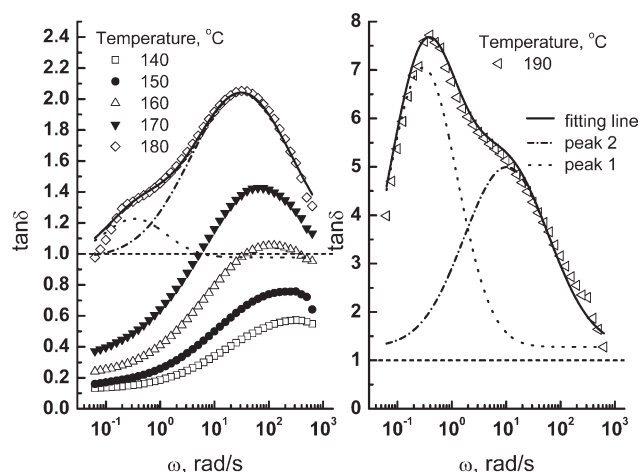 Temperature, °C
140
150
160
170
180
2.4
2.2
2.0
1.8
1.6
1.4
1.2
1.0
0.8
0.6
0.4
0.2
0.0
tanδ
10⁻¹ 10⁰ 10¹ 10² 10³
ω, rad/s
Temperature, °C
190
fitting line
peak 2
peak 1
8
7
6
5
4
3
2
1
0
tanδ
10⁻¹ 10⁰ 10¹ 10² 10³
ω, rad/s